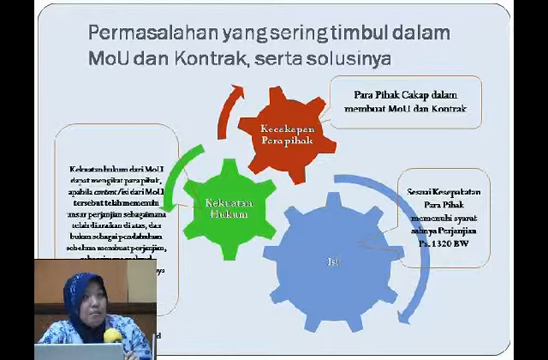 Permasalahan yang sering timbul dalam
MoU dan Kontrak, serta solusinya
Para Pihak Cakap dalam
membuat MoU dan Kontrak
Kecakapan
Para pihak
Kekuatan hukum dari MoU
dapat mengikat para pihak,
apabila content / isi dari MoU
tersebut telah memenuhi
unsur perjanjian sebagaimana
telah diuraikan di atas, dan
bukan sebagai pendahuluan
sebelum membuat perjanjian,
Kekuatan
Hukum
Sesuai Kesepakatan
Para Pihak
memenuhi syarat
sahnya Perjanjian
Ps. 1320 BW
Isi